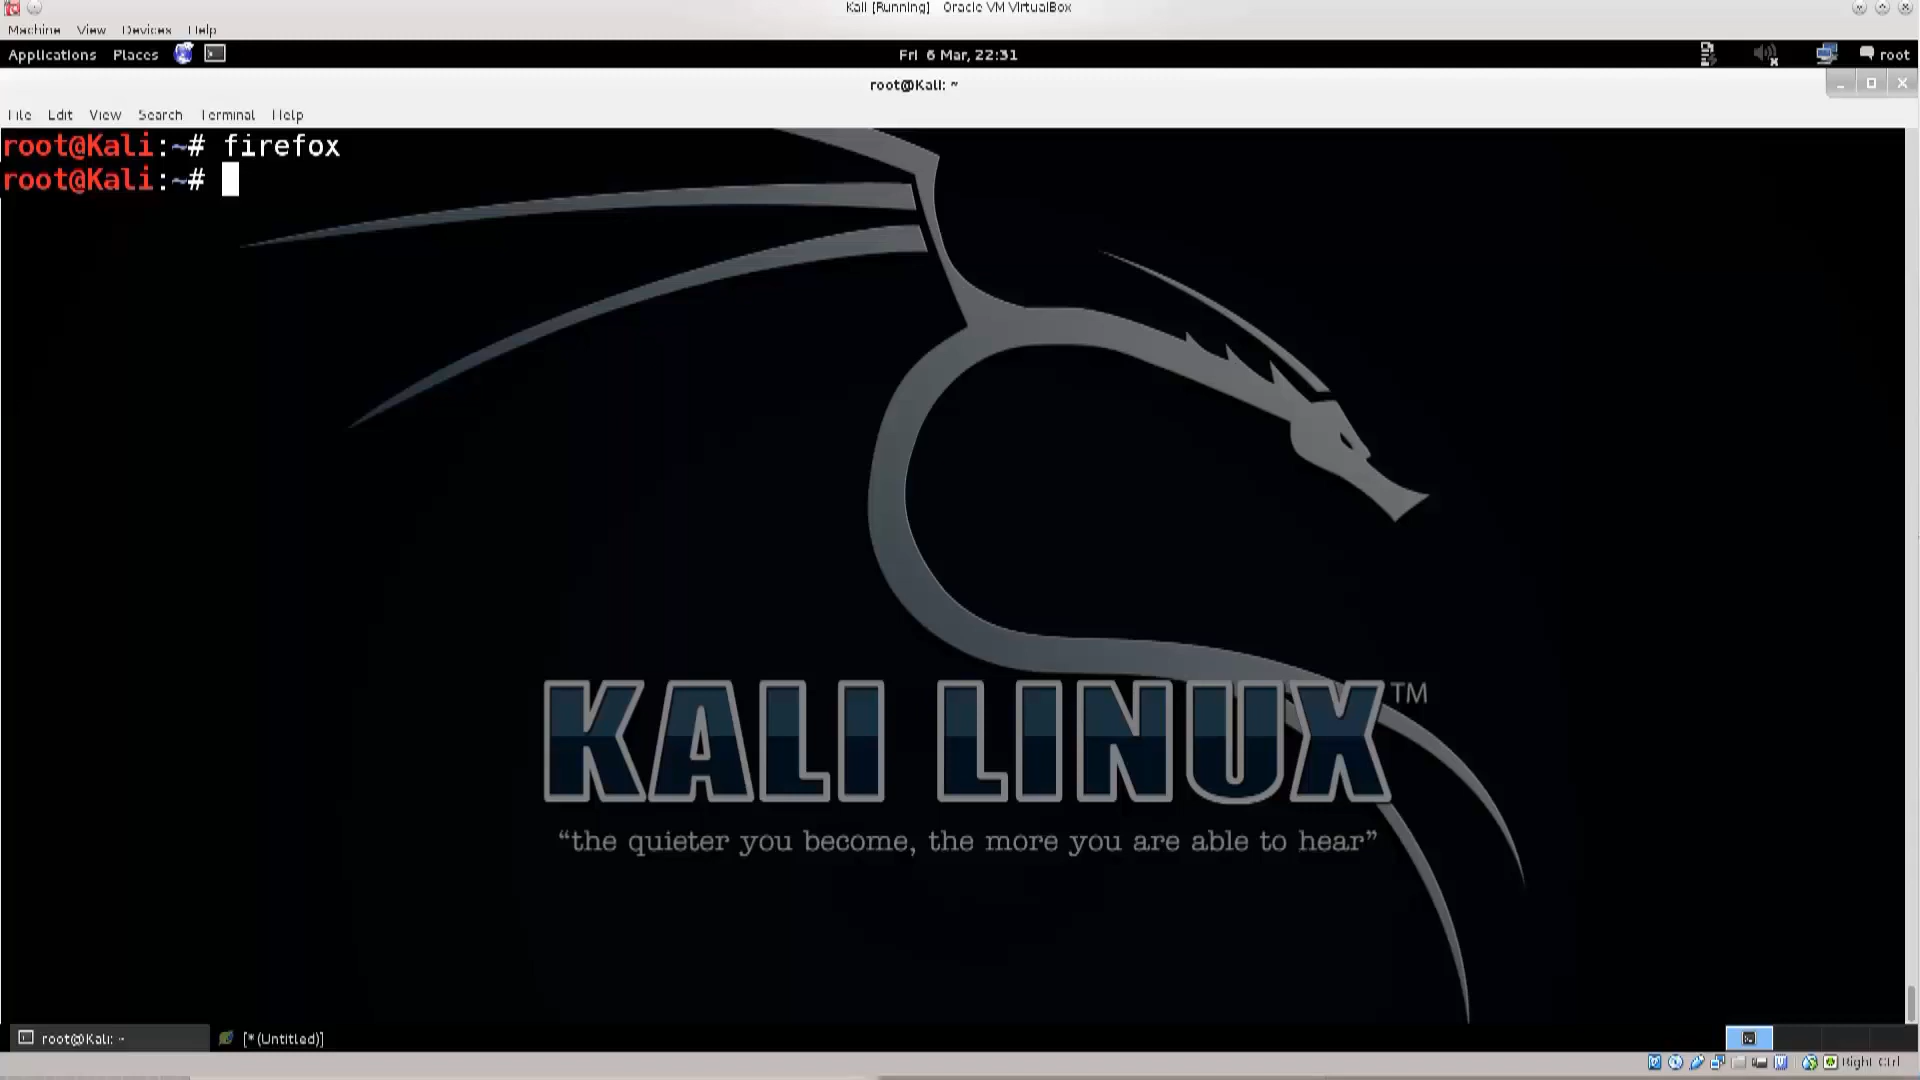 Kali [Running] - Oracle VM VirtualBox
Machine View Devices Help
Applications Places Fri 6 Mar, 22:31 root
root@Kali: ~
File Edit View Search Terminal Help
root@Kali:~# firefox
root@Kali:~#
KALI LINUX TM
“the quieter you become, the more you are able to hear”
root@Kali: ~ [*(Untitled)]
Right Ctrl